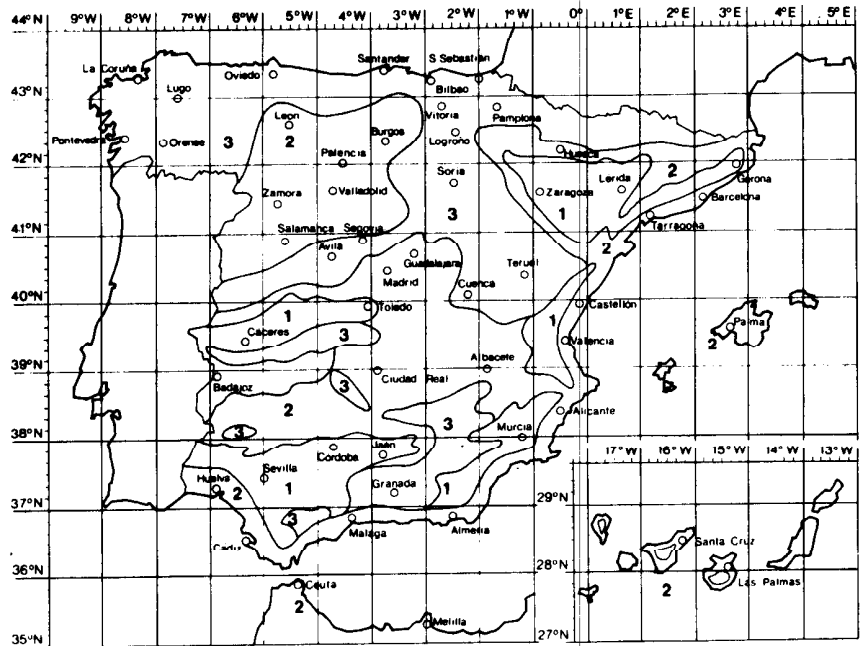 44° N 9° W 8° W 7° W 6° W 5° W 4° W 3° W 2° W 1° W 0° 1° E 2° E 3° E 4° E
La Coruña Oviedo Santander S Sebastián
43° N Lugo Bilbao
Leon Vitoria Pamplona
Pontevedra Orense 3 2 Burgos Logroño Huesca
42° N Palencia Soria Lerida 2 Gerona
Zamora Valladolid Zaragoza Barcelona
41° N 3 1 Tarragona
Salamanca Segovia 2
Avila Guadalajara Teruel
Madrid Cuenca
40° N 1 Toledo 1 Castellón
Caceres 3 Palma
Valencia 2
39° N Albacete
Badajoz Ciudad Real
3
2 3 Alicante
38° N 3 Murcia
Cordoba Jaen 17° W 16° W 15° W 14° W 13° W
Huelva Sevilla
37° N 2 1 Granada 1 29° N
3
Cadiz Malaga Almeria Santa Cruz
28° N
36° N Ceuta Las Palmas
2 2
35° N Melilla 27° N